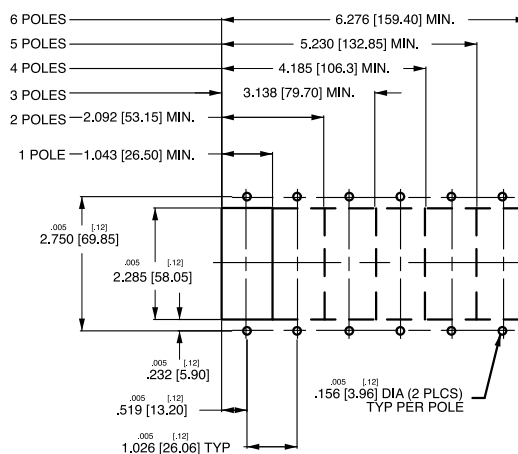 6 POLES 6.276 [159.40] MIN.
5 POLES 5.230 [132.85] MIN.
4 POLES 4.185 [106.3] MIN.
3 POLES 3.138 [79.70] MIN.
2 POLES 2.092 [53.15] MIN.
1 POLE 1.043 [26.50] MIN.
.005 [.12]
2.750 [69.85]
.005 [.12]
2.285 [58.05]
.005 [.12]
.232 [5.90]
.005 [.12]
.519 [13.20]
.005 [.12]
1.026 [26.06] TYP
.005 [.12]
.156 [3.96] DIA (2 PLCS)
TYP PER POLE